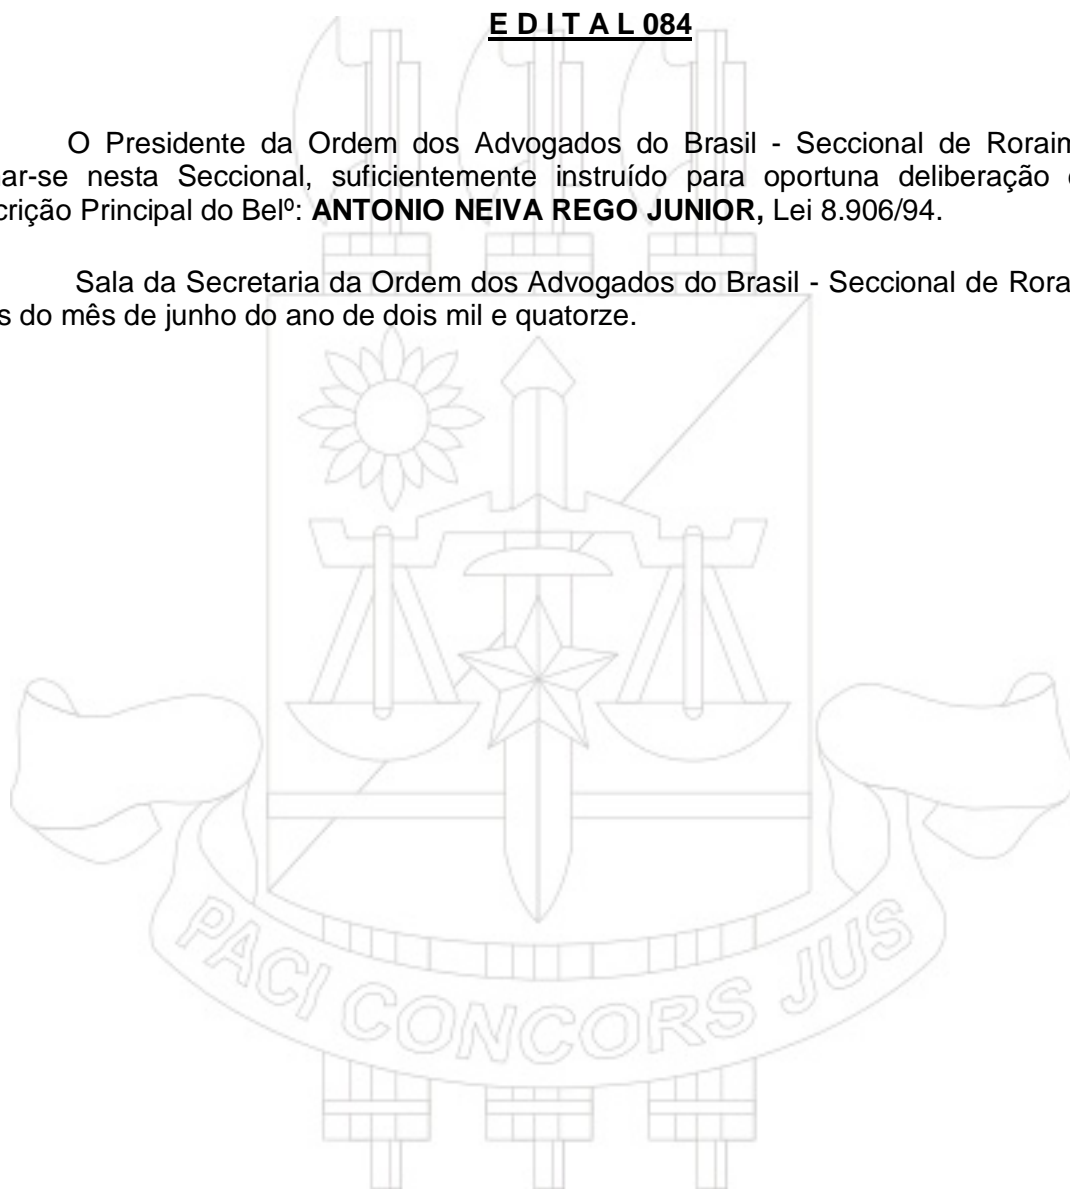 E D I T A L 084
O Presidente da Ordem dos Advogados do Brasil - Seccional de Roraim
nar-se nesta Seccional, suficientemente instruído para oportuna deliberação
crição Principal do Belº: ANTONIO NEIVA REGO JUNIOR, Lei 8.906/94.
Sala da Secretaria da Ordem dos Advogados do Brasil - Seccional de Rora
s do mês de junho do ano de dois mil e quatorze.
PACI CONCORS JUS